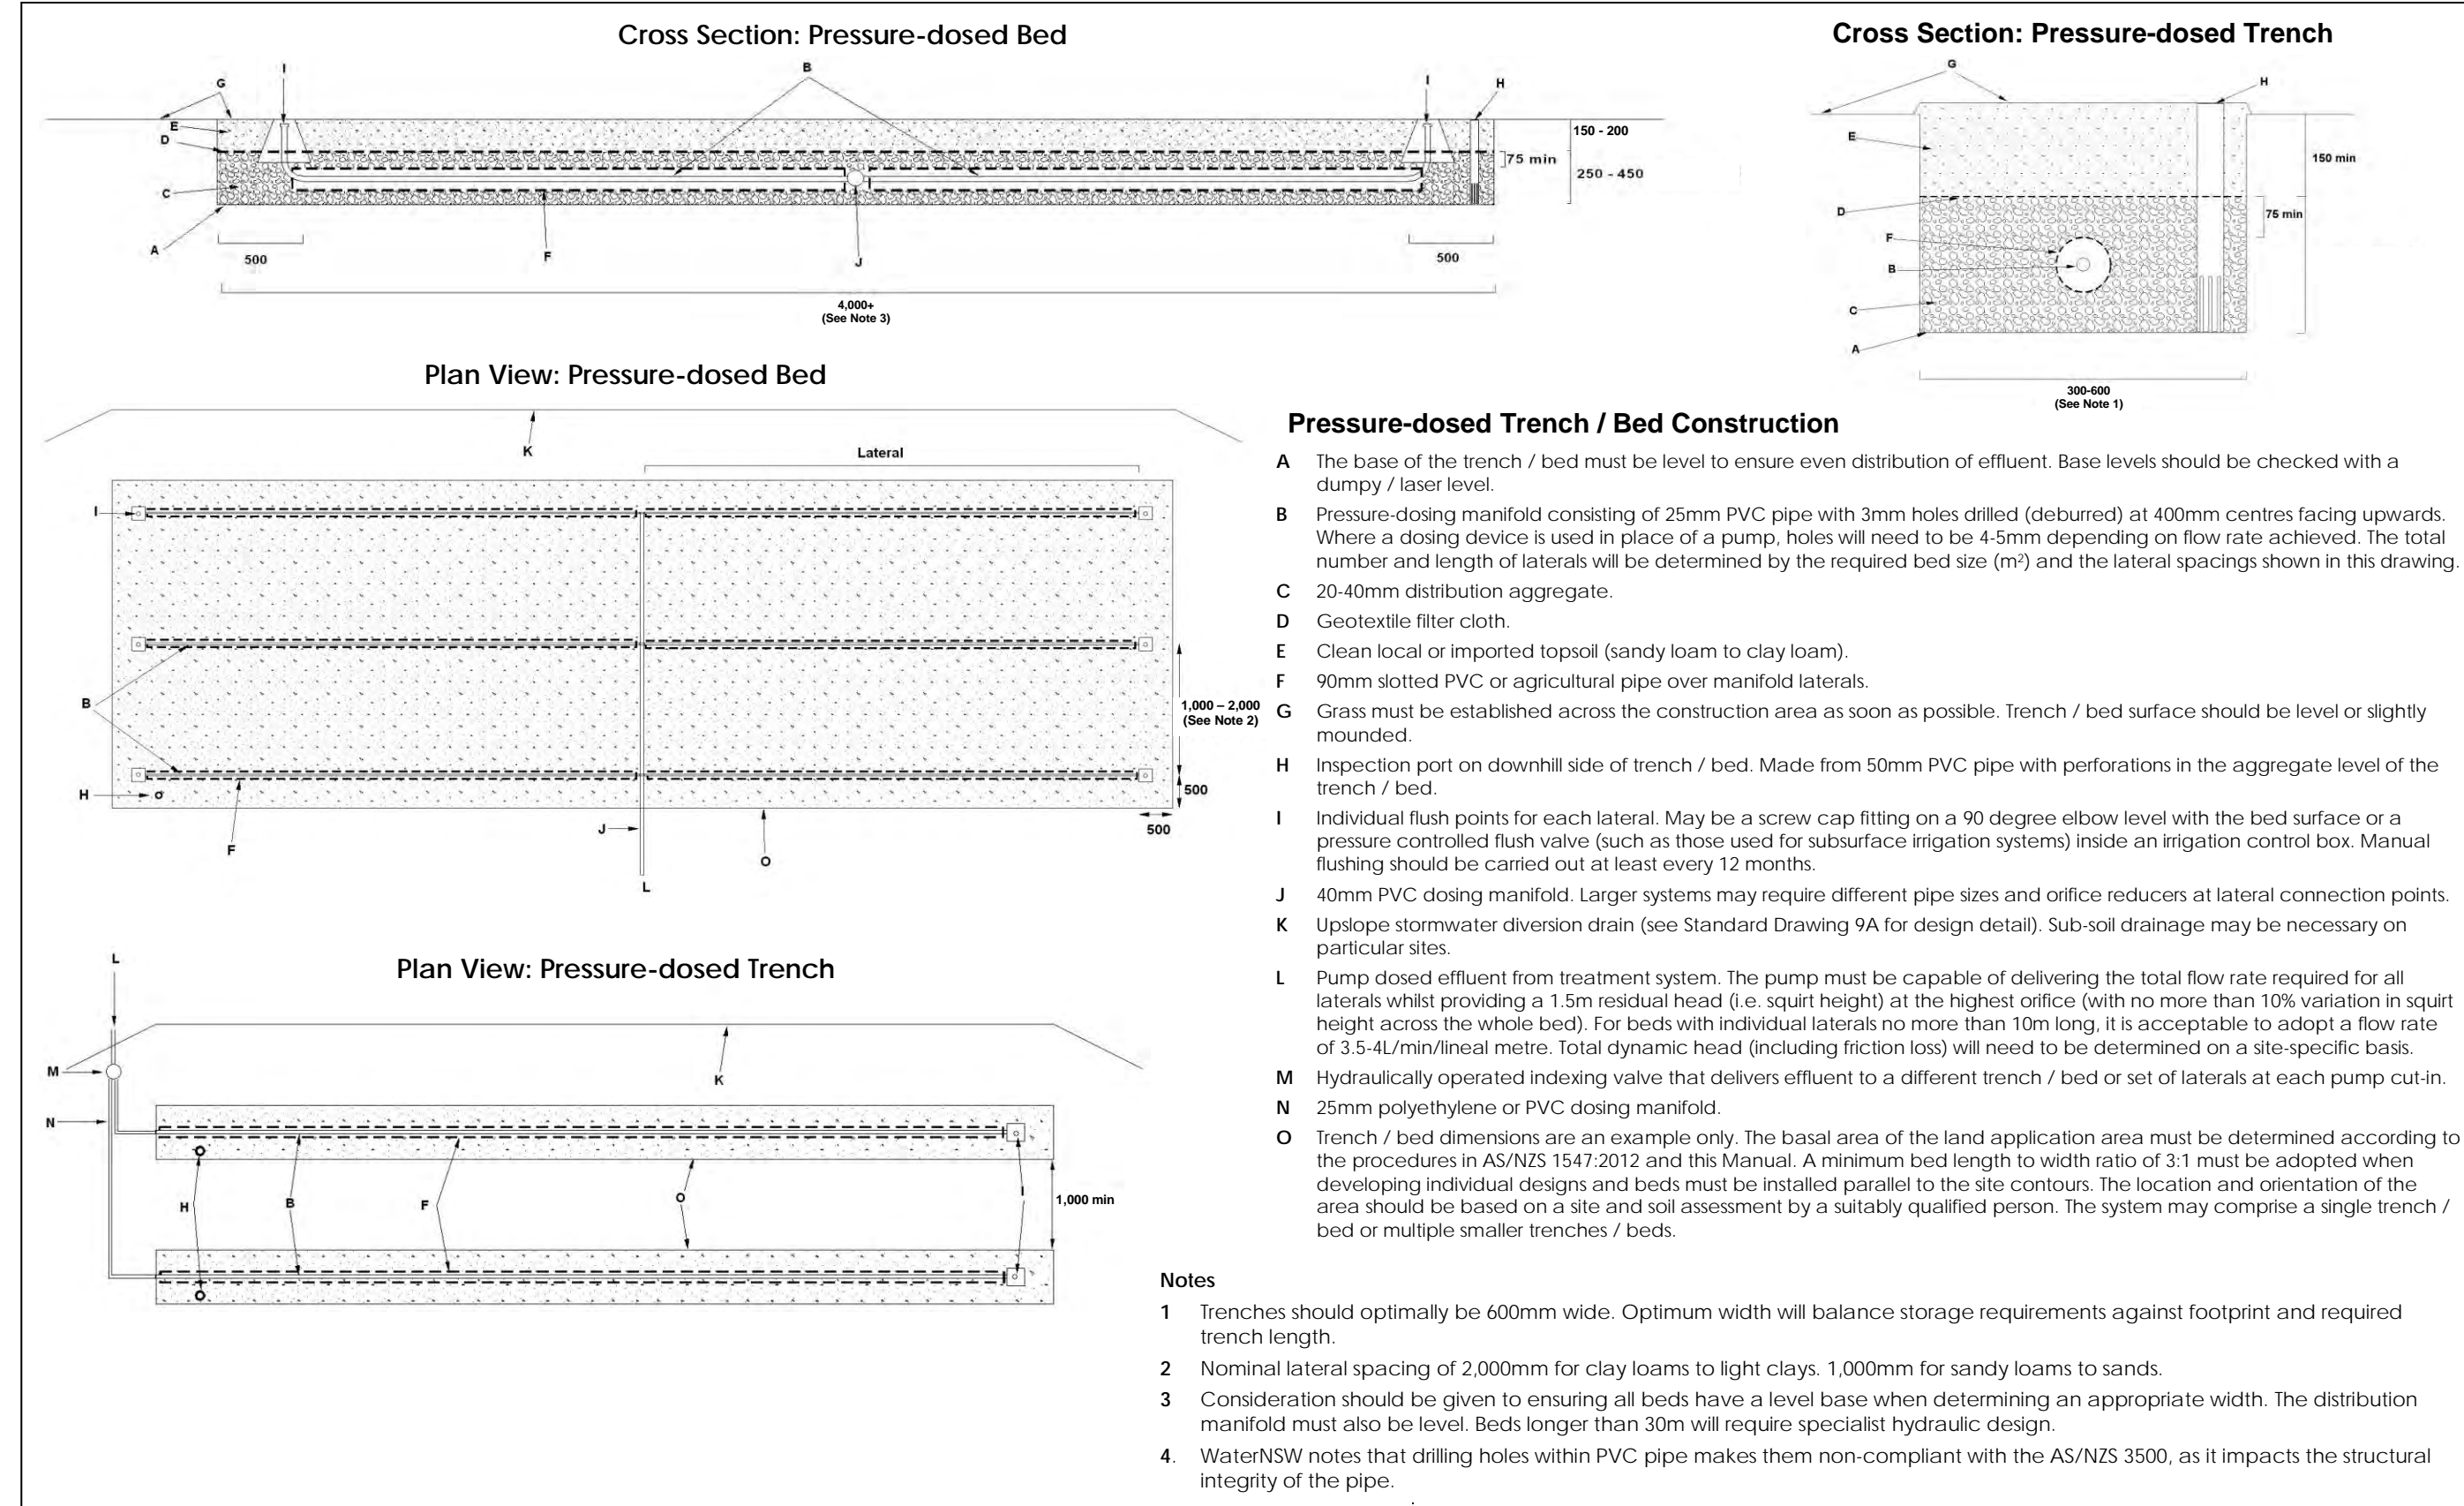 Cross Section: Pressure-dosed Bed
I
B
G
I
H
E
D
150 - 200
75 min
250 - 450
C
A
500
F
J
500
4,000+
(See Note 3)
Cross Section: Pressure-dosed Trench
G
H
E
150 min
D
75 min
F
B
C
A
300-600
(See Note 1)
Plan View: Pressure-dosed Bed
K
Lateral
I
B
1,000 – 2,000
(See Note 2)
H
500
J
500
F
O
L
Plan View: Pressure-dosed Trench
L
M
K
N
H
B
F
O
I
1,000 min
Pressure-dosed Trench / Bed Construction
A The base of the trench / bed must be level to ensure even distribution of effluent. Base levels should be checked with a
dumpy / laser level.
B Pressure-dosing manifold consisting of 25mm PVC pipe with 3mm holes drilled (deburred) at 400mm centres facing upwards.
Where a dosing device is used in place of a pump, holes will need to be 4-5mm depending on flow rate achieved. The total
number and length of laterals will be determined by the required bed size (m²) and the lateral spacings shown in this drawing.
C 20-40mm distribution aggregate.
D Geotextile filter cloth.
E Clean local or imported topsoil (sandy loam to clay loam).
F 90mm slotted PVC or agricultural pipe over manifold laterals.
G Grass must be established across the construction area as soon as possible. Trench / bed surface should be level or slightly
mounded.
H Inspection port on downhill side of trench / bed. Made from 50mm PVC pipe with perforations in the aggregate level of the
trench / bed.
I Individual flush points for each lateral. May be a screw cap fitting on a 90 degree elbow level with the bed surface or a
pressure controlled flush valve (such as those used for subsurface irrigation systems) inside an irrigation control box. Manual
flushing should be carried out at least every 12 months.
J 40mm PVC dosing manifold. Larger systems may require different pipe sizes and orifice reducers at lateral connection points.
K Upslope stormwater diversion drain (see Standard Drawing 9A for design detail). Sub-soil drainage may be necessary on
particular sites.
L Pump dosed effluent from treatment system. The pump must be capable of delivering the total flow rate required for all
laterals whilst providing a 1.5m residual head (i.e. squirt height) at the highest orifice (with no more than 10% variation in squirt
height across the whole bed). For beds with individual laterals no more than 10m long, it is acceptable to adopt a flow rate
of 3.5-4L/min/lineal metre. Total dynamic head (including friction loss) will need to be determined on a site-specific basis.
M Hydraulically operated indexing valve that delivers effluent to a different trench / bed or set of laterals at each pump cut-in.
N 25mm polyethylene or PVC dosing manifold.
O Trench / bed dimensions are an example only. The basal area of the land application area must be determined according to
the procedures in AS/NZS 1547:2012 and this Manual. A minimum bed length to width ratio of 3:1 must be adopted when
developing individual designs and beds must be installed parallel to the site contours. The location and orientation of the
area should be based on a site and soil assessment by a suitably qualified person. The system may comprise a single trench /
bed or multiple smaller trenches / beds.
Notes
1 Trenches should optimally be 600mm wide. Optimum width will balance storage requirements against footprint and required
trench length.
2 Nominal lateral spacing of 2,000mm for clay loams to light clays. 1,000mm for sandy loams to sands.
3 Consideration should be given to ensuring all beds have a level base when determining an appropriate width. The distribution
manifold must also be level. Beds longer than 30m will require specialist hydraulic design.
4. WaterNSW notes that drilling holes within PVC pipe makes them non-compliant with the AS/NZS 3500, as it impacts the structural
integrity of the pipe.